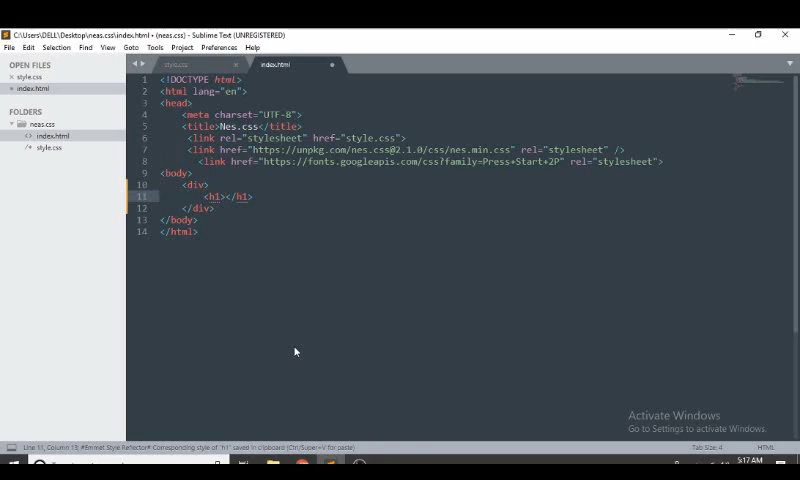 C:\Users\DELL\Desktop\neas.css\index.html • (neas.css) - Sublime Text (UNREGISTERED)
File Edit Selection Find View Goto Tools Project Preferences Help
OPEN FILES
style.css
index.html
FOLDERS
neas.css
index.html
style.css
style.css
index.html
1 <!DOCTYPE html>
2 <html lang="en">
3 <head>
4 <meta charset="UTF-8">
5 <title>Nes.css</title>
6 <link rel="stylesheet" href="style.css">
7 <link href="https://unpkg.com/nes.css@2.1.0/css/nes.min.css" rel="stylesheet" />
8 <link href="https://fonts.googleapis.com/css?family=Press+Start+2P" rel="stylesheet">
9 <body>
10 <div>
11 <h1></h1>
12 </div>
13 </body>
14 </html>
Activate Windows
Go to Settings to activate Windows.
Line 11, Column 13; #Emmet Style Reflector# Corresponding style of 'h1' saved in clipboard (Ctrl/Super+V for paste)
Tab Size: 4
HTML
5:17 AM